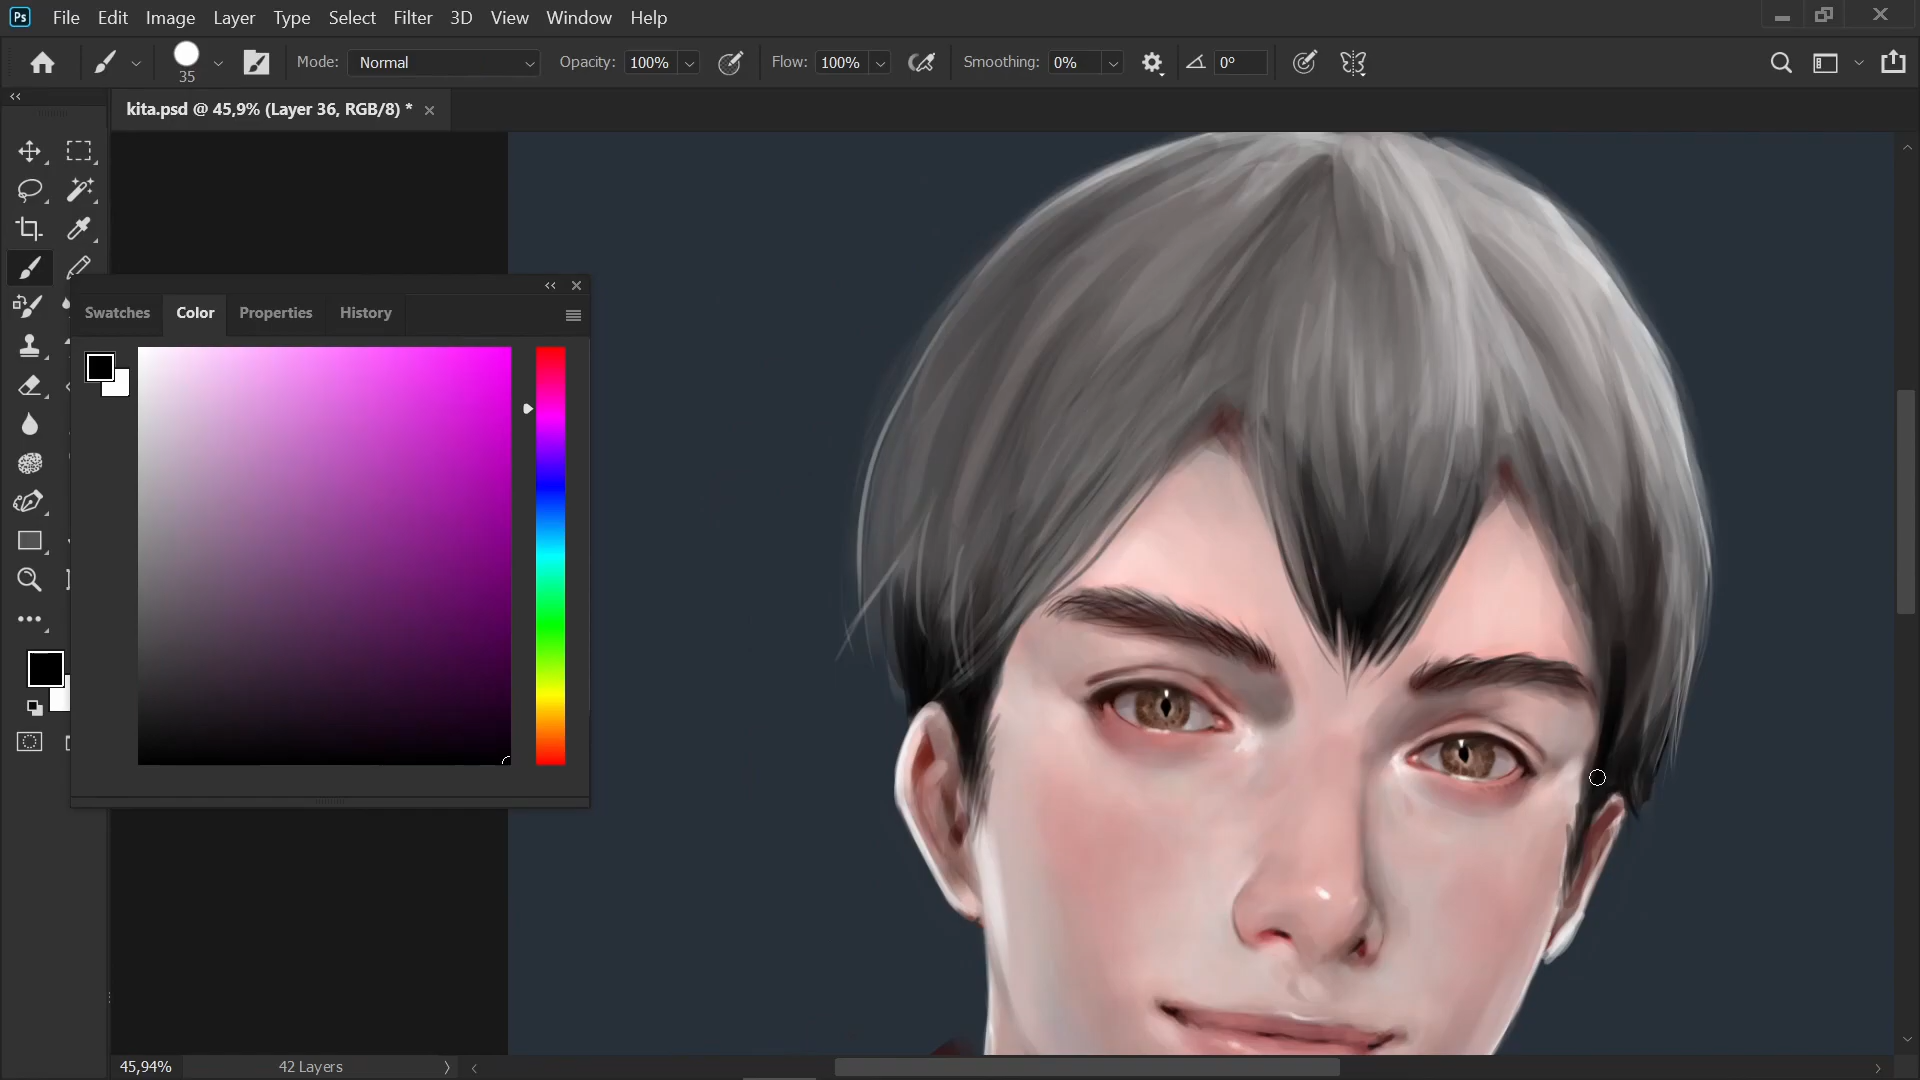 Ps File Edit Image Layer Type Select Filter 3D View Window Help
35 Mode: Normal Opacity: 100% Flow: 100% Smoothing: 0% 0°
kita.psd @ 45,9% (Layer 36, RGB/8) *
Swatches Color Properties History
45,94% 42 Layers